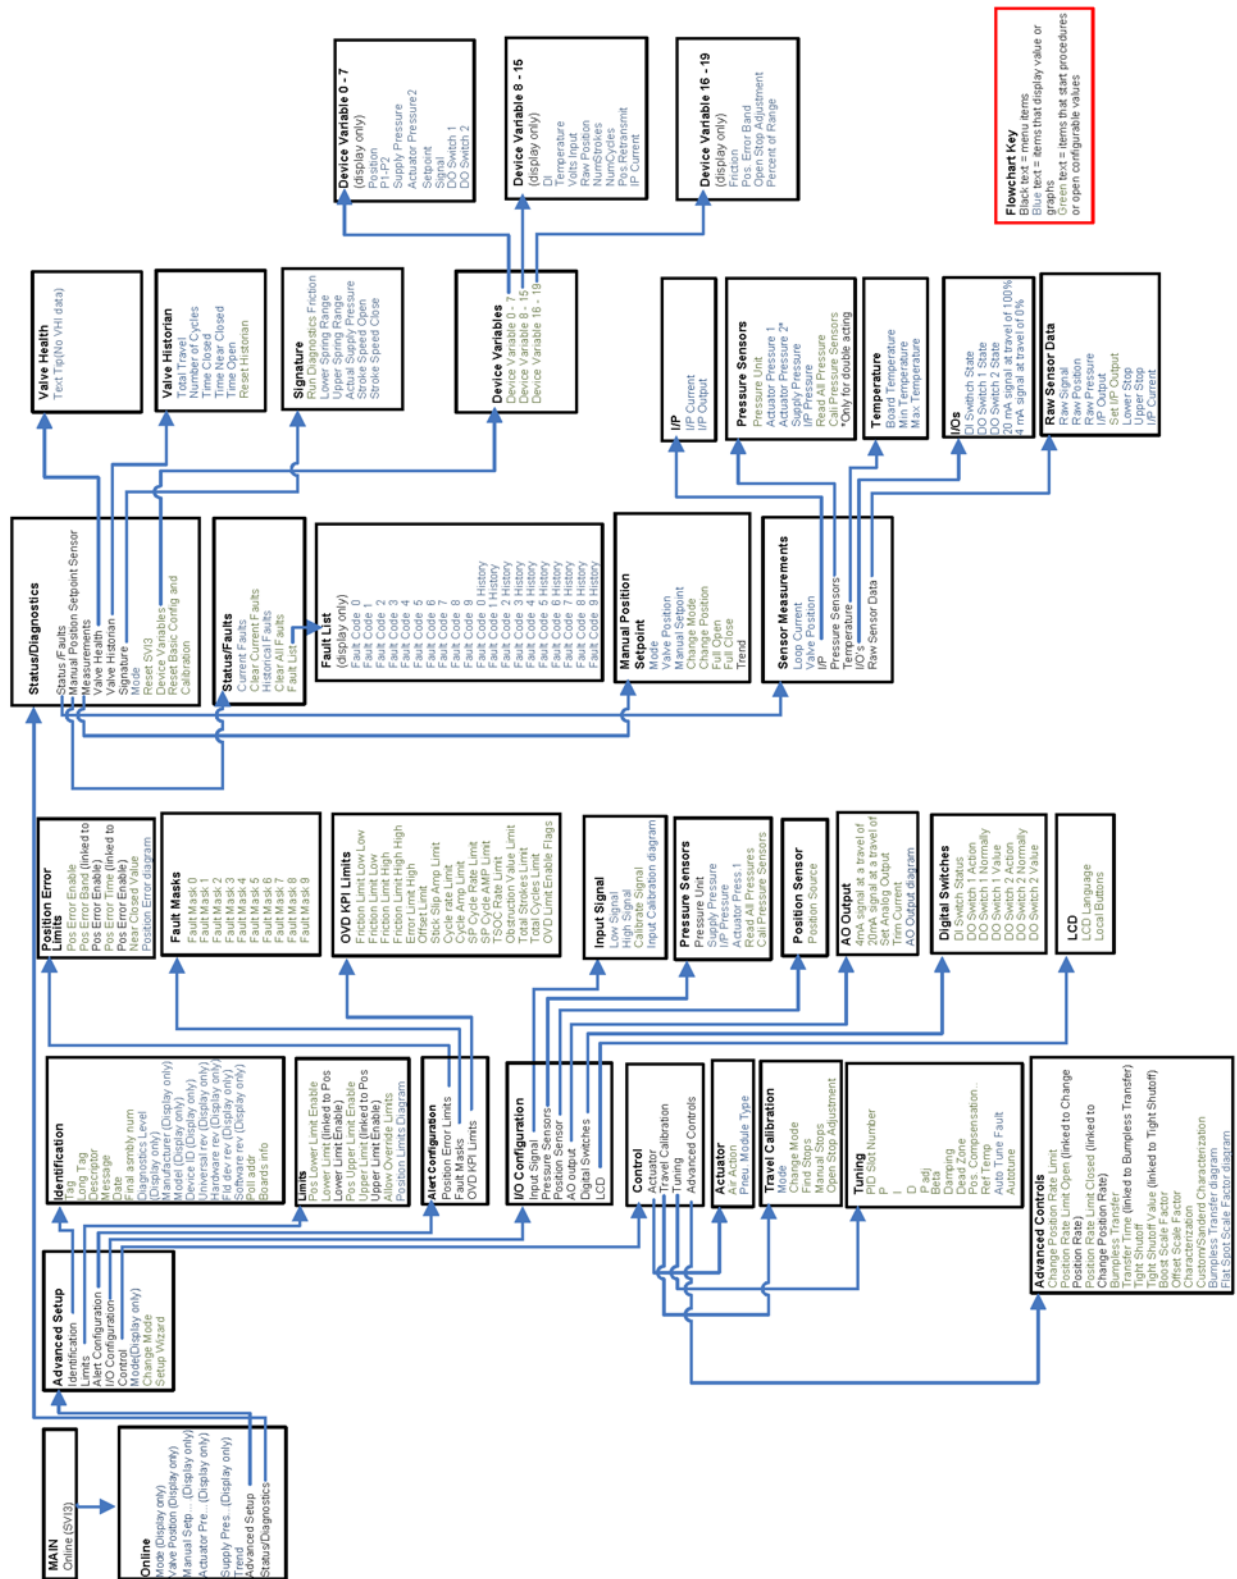 MAIN
Online (SVI3)
Online
Mode (Display only)
Valve Position (Display only)
Manual Setp ... (Display only)
Actuator Pre... (Display only)
Supply Pres...(Display only)
Trend
Advanced Setup
Status/Diagnostics
Advanced Setup
Identification
Limits
Alert Configuration
I/O Configuration
Control
Mode(Display only)
Change Mode
Setup Wizard
Identification
Tag
Long Tag
Descriptor
Message
Date
Final asmbly num
Diagnostics Level
(Display only)
Manufacturer (Display only)
Model (Display only)
Device ID (Display only)
Universal rev (Display only)
Hardware rev (Display only)
Fld dev rev (Display only)
Software rev (Display only)
Poll addr
Boards info
Limits
Pos Lower Limit Enable
Lower Limit (linked to Pos
Lower Limit Enable)
Pos Upper Limit Enable
Upper Limit (linked to Pos
Upper Limit Enable)
Allow Override Limits
Position Limits Diagram
Alert Configuration
Position Error Limits
Fault Masks
OVD KPI Limits
I/O Configuration
Input Signal
Pressure Sensors
Position Sensor
AO output
Digital Switches
LCD
Control
Actuator
Travel Calibration
Tuning
Advanced Controls
Actuator
Air Action
Pneu. Module Type
Travel Calibration
Mode
Change Mode
Find Stops
Manual Stops
Open Stop Adjustment
Tuning
PID Slot Number
P
I
D
P adj
Beta
Damping
Dead Zone
Pos. Compensation..
Ref Temp
Auto Tune Fault
Autotune
Advanced Controls
Change Position Rate Limit
Position Rate Limit Open (linked to Change
Position Rate)
Position Rate Limit Closed (linked to
Change Position Rate)
Bumpless Transfer
Transfer Time (linked to Bumpless Transfer)
Tight Shutoff
Tight Shutoff Value (linked to Tight Shutoff)
Boost Scale Factor
Offset Scale Factor
Characterization
Custom/Sanderd Characterization
Bumpless Transfer diagram
Flat Spot Scale Factor diagram
Position Error
Limits
Pos Error Enable
Pos Error Band (linked to
Pos Error Enable)
Pos Error Time (linked to
Pos Error Enable)
Near Closed Value
Position Error diagram
Fault Masks
Fault Mask 0
Fault Mask 1
Fault Mask 2
Fault Mask 3
Fault Mask 4
Fault Mask 5
Fault Mask 6
Fault Mask 7
Fault Mask 8
Fault Mask 9
OVD KPI Limits
Friction Limit Low Low
Friction Limit Low
Friction Limit High
Friction Limit High High
Error Limit High
Offset Limit
Stick Slip Amp Limit
Cycle rate Limit
Cycle Amp Limit
SP Cycle Rate Limit
SP Cycle AMP Limit
TSOC Rate Limit
Obstruction Value Limit
Total Strokes Limit
Total Cycles Limit
OVD Limit Enable Flags
Input Signal
Low Signal
High Signal
Calibrate Signal
Input Calibration diagram
Pressure Sensors
Pressure Unit
Supply Pressure
I/P Pressure
Actuator Press.1
Read All Pressures
Cali Pressure Sensors
Position Sensor
Position Source
AO Output
4mA signal at a travel of
20mA signal at a travel of
Set Analog Output
Trim Current
AO Output diagram
Digital Switches
DI Switch Status
DO Switch 1 Action
DO Switch 1 Normally
DO Switch 1 Value
DO Switch 2 Action
DO Switch 2 Normally
DO Switch 2 Value
LCD
LCD Language
Local Buttons
Status/Diagnostics
Status /Faults
Manual Position Setpoint Sensor
Measurements
Valve Health
Valve Historian
Signature
Mode
Reset SVI3
Device Variables
Reset Basic Config and
Calibration
Status/Faults
Current Faults
Clear Current Faults
Historical Faults
Clear All Faults
Fault List
Fault List
(display only)
Fault Code 0
Fault Code 1
Fault Code 2
Fault Code 3
Fault Code 4
Fault Code 5
Fault Code 6
Fault Code 7
Fault Code 8
Fault Code 9
Fault Code 0 History
Fault Code 1 History
Fault Code 2 History
Fault Code 3 History
Fault Code 4 History
Fault Code 5 History
Fault Code 6 History
Fault Code 7 History
Fault Code 8 History
Fault Code 9 History
Manual Position
Setpoint
Mode
Valve Position
Manual Setpoint
Change Mode
Change Position
Full Open
Full Close
Trend
Sensor Measurements
Loop Current
Valve Position
I/P
Pressure Sensors
Temperature
I/O's
Raw Sensor Data
Valve Health
Text Tip(No VHI data)
Valve Historian
Total Travel
Number of Cycles
Time Closed
Time Near Closed
Time Open
Reset Historian
Signature
Run Diagnostics Friction
Lower Spring Range
Upper Spring Range
Actual Supply Pressure
Stroke Speed Open
Stroke Speed Close
Device Variables
Device Variable 0 - 7
Device Variable 8 - 15
Device Variable 16 - 19
I/P
I/P Current
I/P Output
Pressure Sensors
Pressure Unit
Actuator Pressure 1
Actuator Pressure 2*
Supply Pressure
I/P Pressure
Read All Pressure
Cali Pressure Sensors
*Only for double acting
Temperature
Board Temperature
Min Temperature
Max Temperature
I/Os
DI Swithch State
DO Switch 1 State
DO Switch 2 State
20 mA signal at travel of 100%
4 mA signal at travel of 0%
Raw Sensor Data
Raw Signal
Raw Position
Raw Pressure
I/P Output
Set I/P Output
Lower Stop
Upper Stop
I/P Current
Device Variable 0 - 7
(display only)
Position
P1-P2
Supply Pressure
Actuator Pressure2
Setpoint
Signal
DO Switch 1
DO Switch 2
Device Variable 8 - 15
(display only)
DI
Temperature
Volts Input
Raw Position
NumStrokes
NumCycles
Pos Retransmit
IP Current
Device Variable 16 - 19
(display only)
Friction
Pos. Error Band
Open Stop Adjustment
Percent of Range
Flowchart Key
Black text = menu items
Blue text = items that display value or
graphs
Green text = items that start procedures
or open configurable values